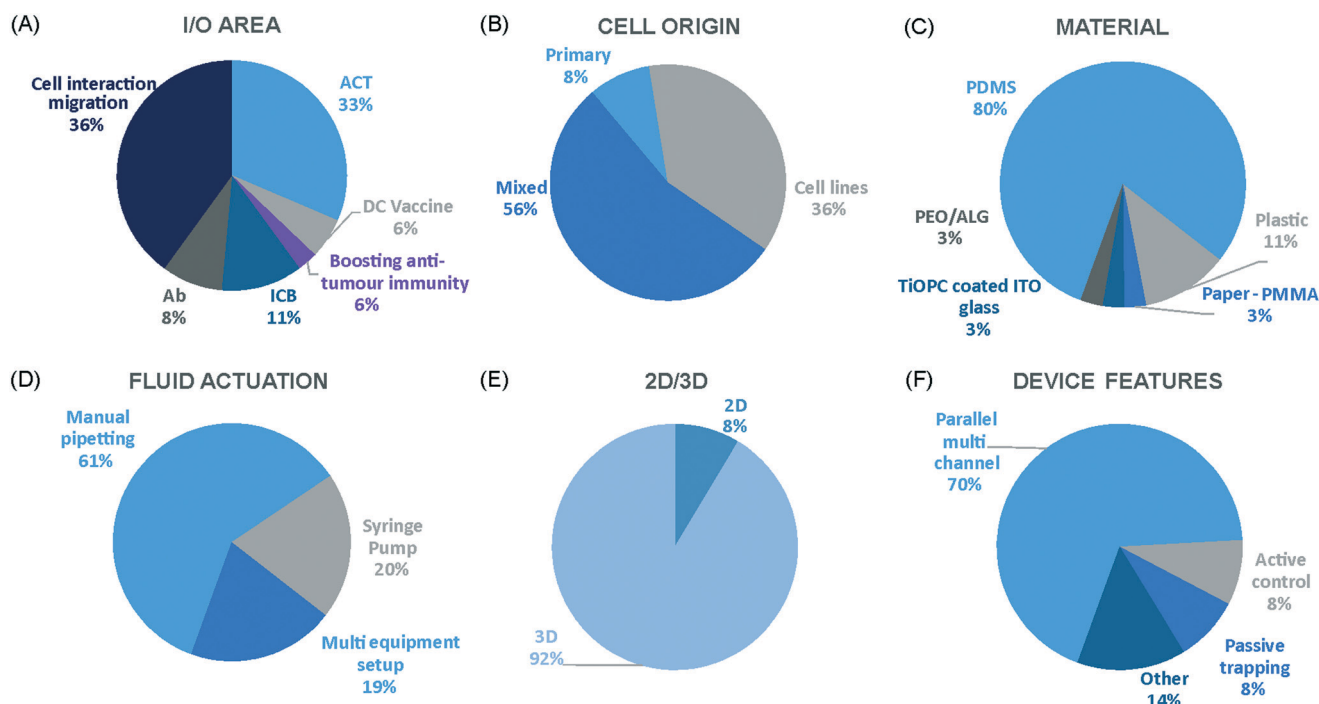 (A)
I/O AREA
Cell interaction
migration
36%
ACT
33%
DC Vaccine
6%
Boosting anti-
tumour immunity
6%
ICB
11%
Ab
8%
(B)
CELL ORIGIN
Primary
8%
Mixed
56%
Cell lines
36%
(C)
MATERIAL
PDMS
80%
PEO/ALG
3%
TiOPC coated ITO
glass
3%
Plastic
11%
Paper-PMMA
3%
(D)
FLUID ACTUATION
Manual
pipetting
61%
Syringe
Pump
20%
Multi equipment
setup
19%
(E)
2D/3D
2D
8%
3D
92%
(F)
DEVICE FEATURES
Parallel
multi
channel
70%
Active
control
8%
Passive
trapping
8%
Other
14%